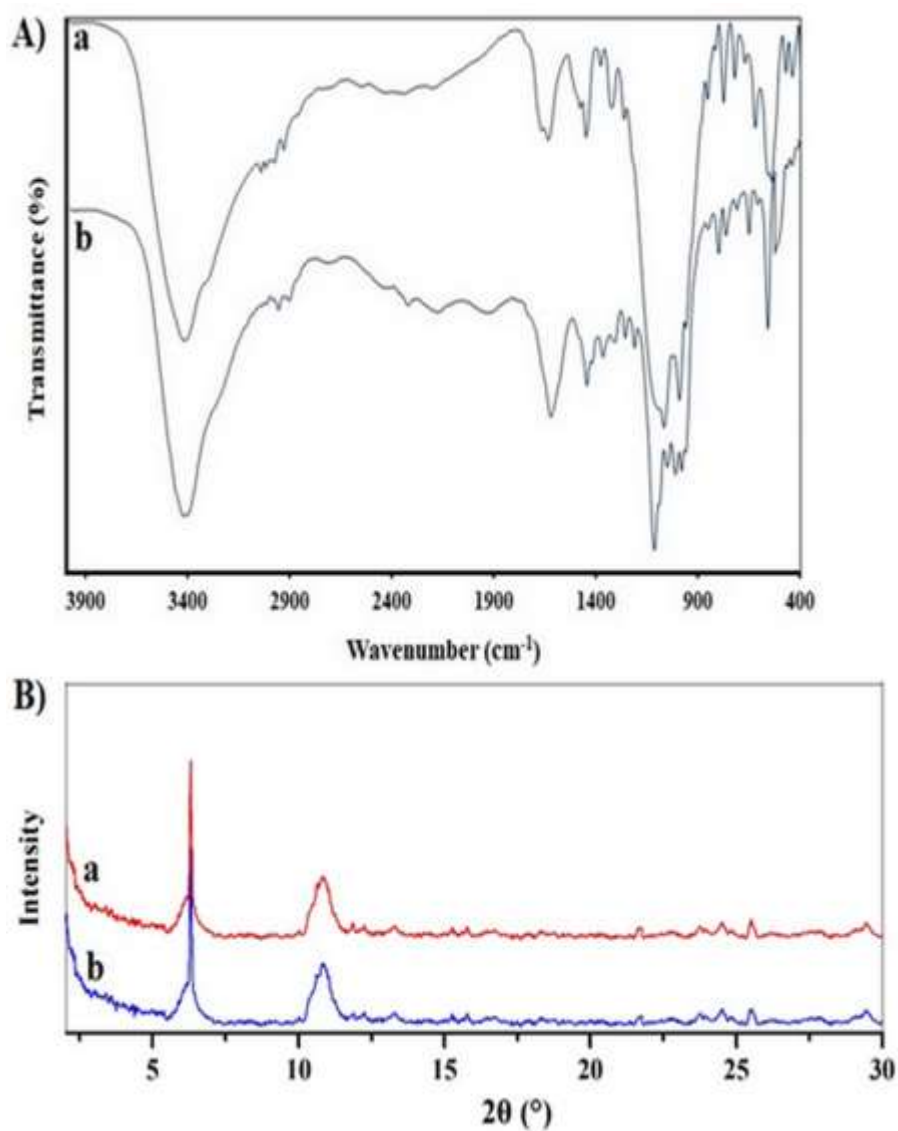 A)
a
b
Transmittance (%)
3900 3400 2900 2400 1900 1400 900 400
Wavenumber (cm⁻¹)
B)
a
b
Intensity
5 10 15 20 25 30
2θ (°)